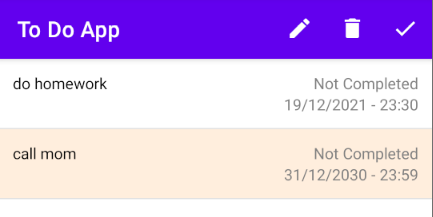 To Do App
do homework
Not Completed
19/12/2021 - 23:30
call mom
Not Completed
31/12/2030 - 23:59